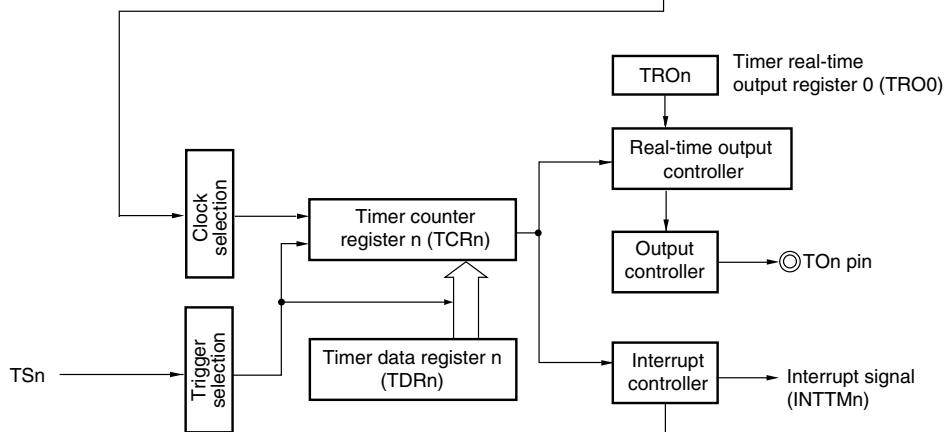 TROn
Timer real-time
output register 0 (TRO0)
Real-time output
controller
Clock
selection
Timer counter
register n (TCRn)
Output
controller
TOn pin
TSn
Trigger
selection
Timer data register n
(TDRn)
Interrupt
controller
Interrupt signal
(INTTMn)